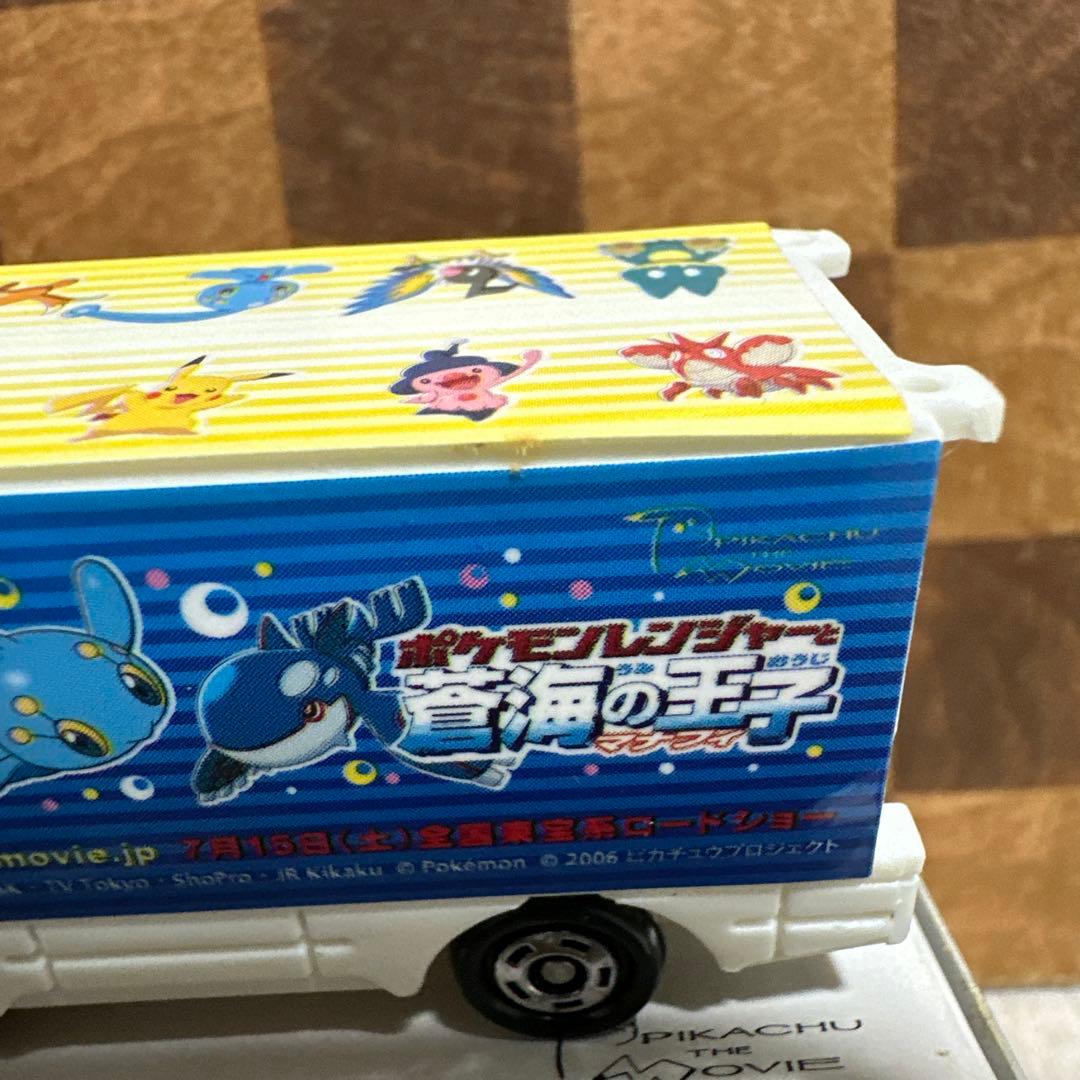 PIKACHU
THE
MOVIE
ポケモンレンジャーと
うみ おうじ
蒼海の王子
マナフィ
movie.jp 7月15日(土)全国東宝系ロードショー
TV Tokyo・ShoPro・JR Kikaku © Pokémon © 2006 ピカチュウプロジェクト
PIKACHU
THE
MOVIE